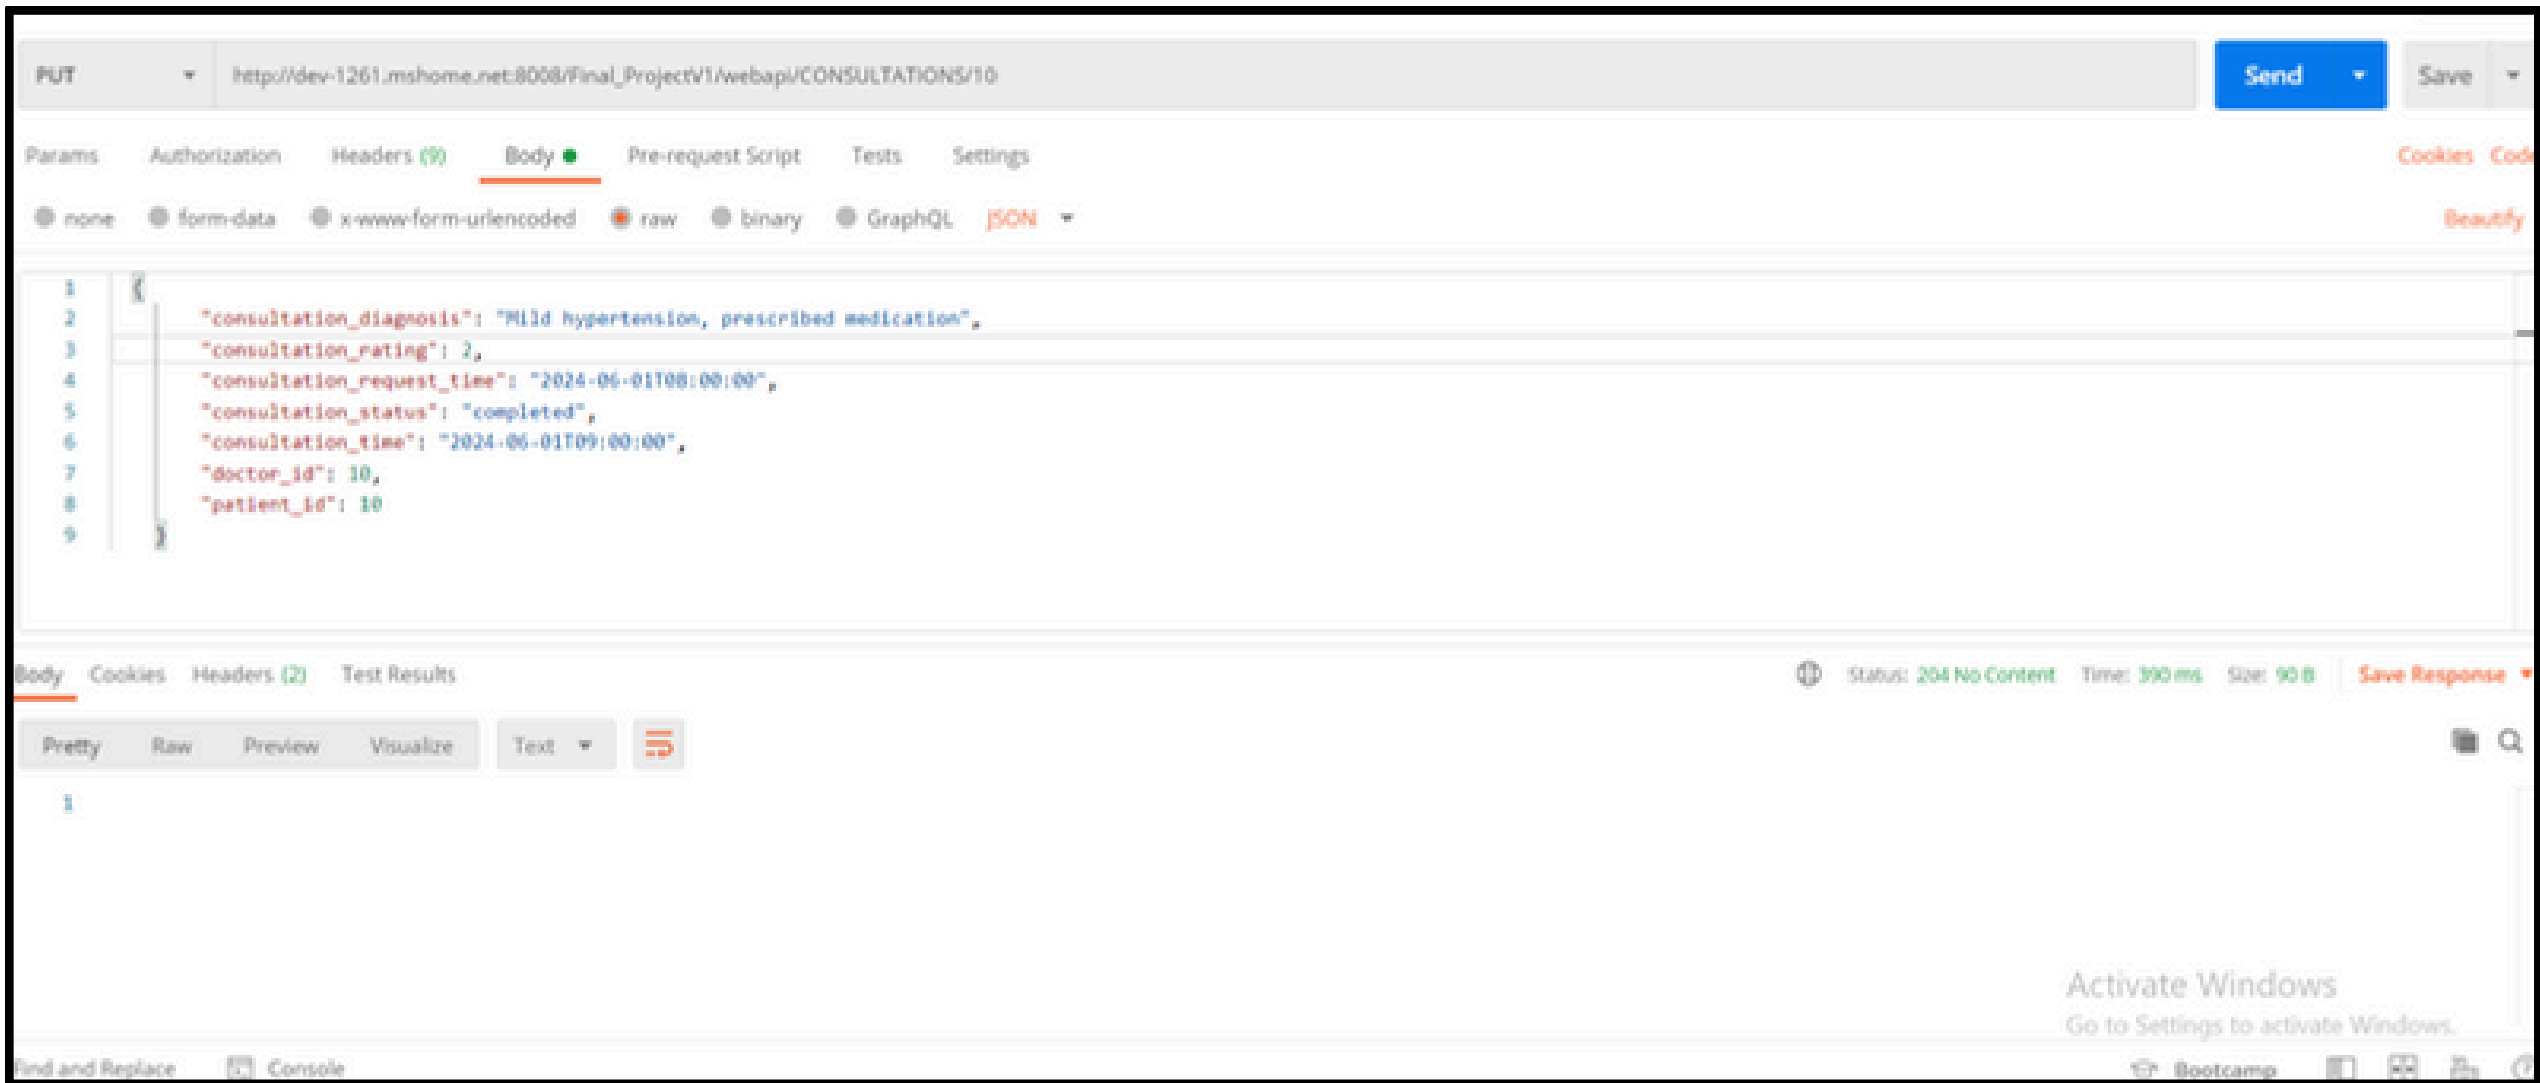 PUT http://dev-1261.mshome.net:8008/Final_ProjectV1/webapi/CONSULTATIONS/10 Send Save
Params Authorization Headers (9) Body Pre-request Script Tests Settings Cookies Code
none form-data x-www-form-urlencoded raw binary GraphQL JSON Beautify
1 {
2 "consultation_diagnosis": "Mild hypertension, prescribed medication",
3 "consultation_rating": 2,
4 "consultation_request_time": "2024-06-01T08:00:00",
5 "consultation_status": "completed",
6 "consultation_time": "2024-06-01T09:00:00",
7 "doctor_id": 10,
8 "patient_id": 10
9 }
Body Cookies Headers (2) Test Results Status: 204 No Content Time: 390 ms Size: 90 B Save Response
Pretty Raw Preview Visualize Text
1
Activate Windows
Go to Settings to activate Windows.
Find and Replace Console Bootcamp